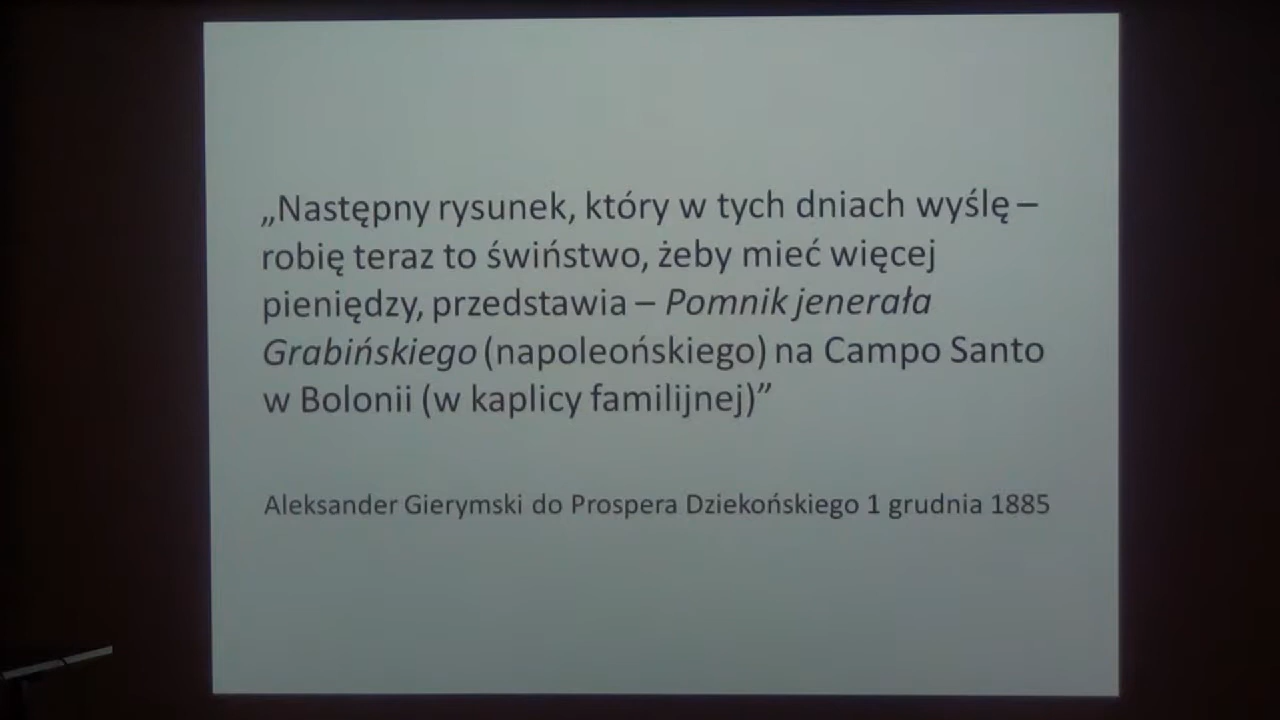 „Następny rysunek, który w tych dniach wyślę –
robię teraz to świństwo, żeby mieć więcej
pieniędzy, przedstawia – Pomnik jenerała
Grabińskiego (napoleońskiego) na Campo Santo
w Bolonii (w kaplicy familijnej)”
Aleksander Gierymski do Prospera Dziekońskiego 1 grudnia 1885